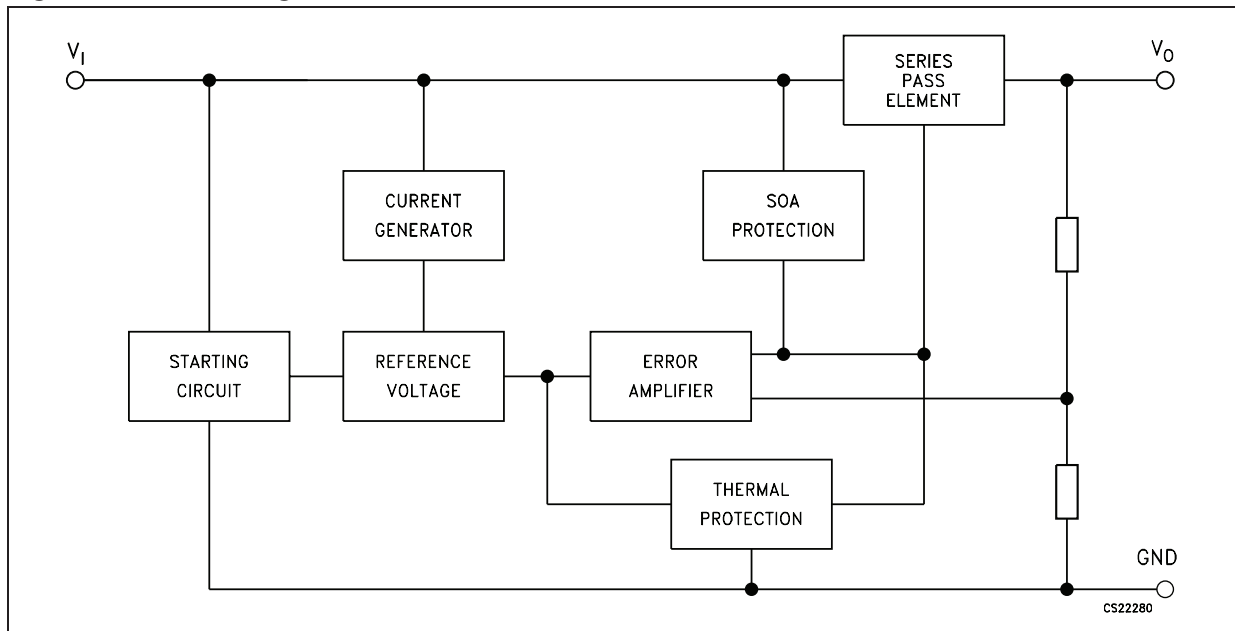 V_I
V_O
SERIES
PASS
ELEMENT
CURRENT
GENERATOR
SOA
PROTECTION
STARTING
CIRCUIT
REFERENCE
VOLTAGE
ERROR
AMPLIFIER
THERMAL
PROTECTION
GND
CS22280